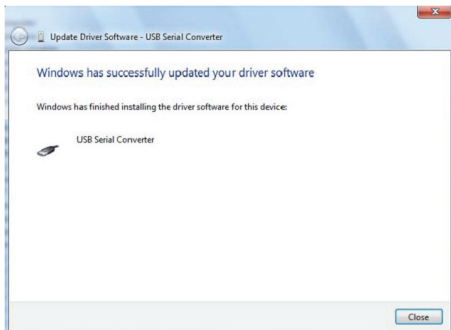 Update Driver Software - USB Serial Converter
Windows has successfully updated your driver software
Windows has finished installing the driver software for this device:
USB Serial Converter
Close